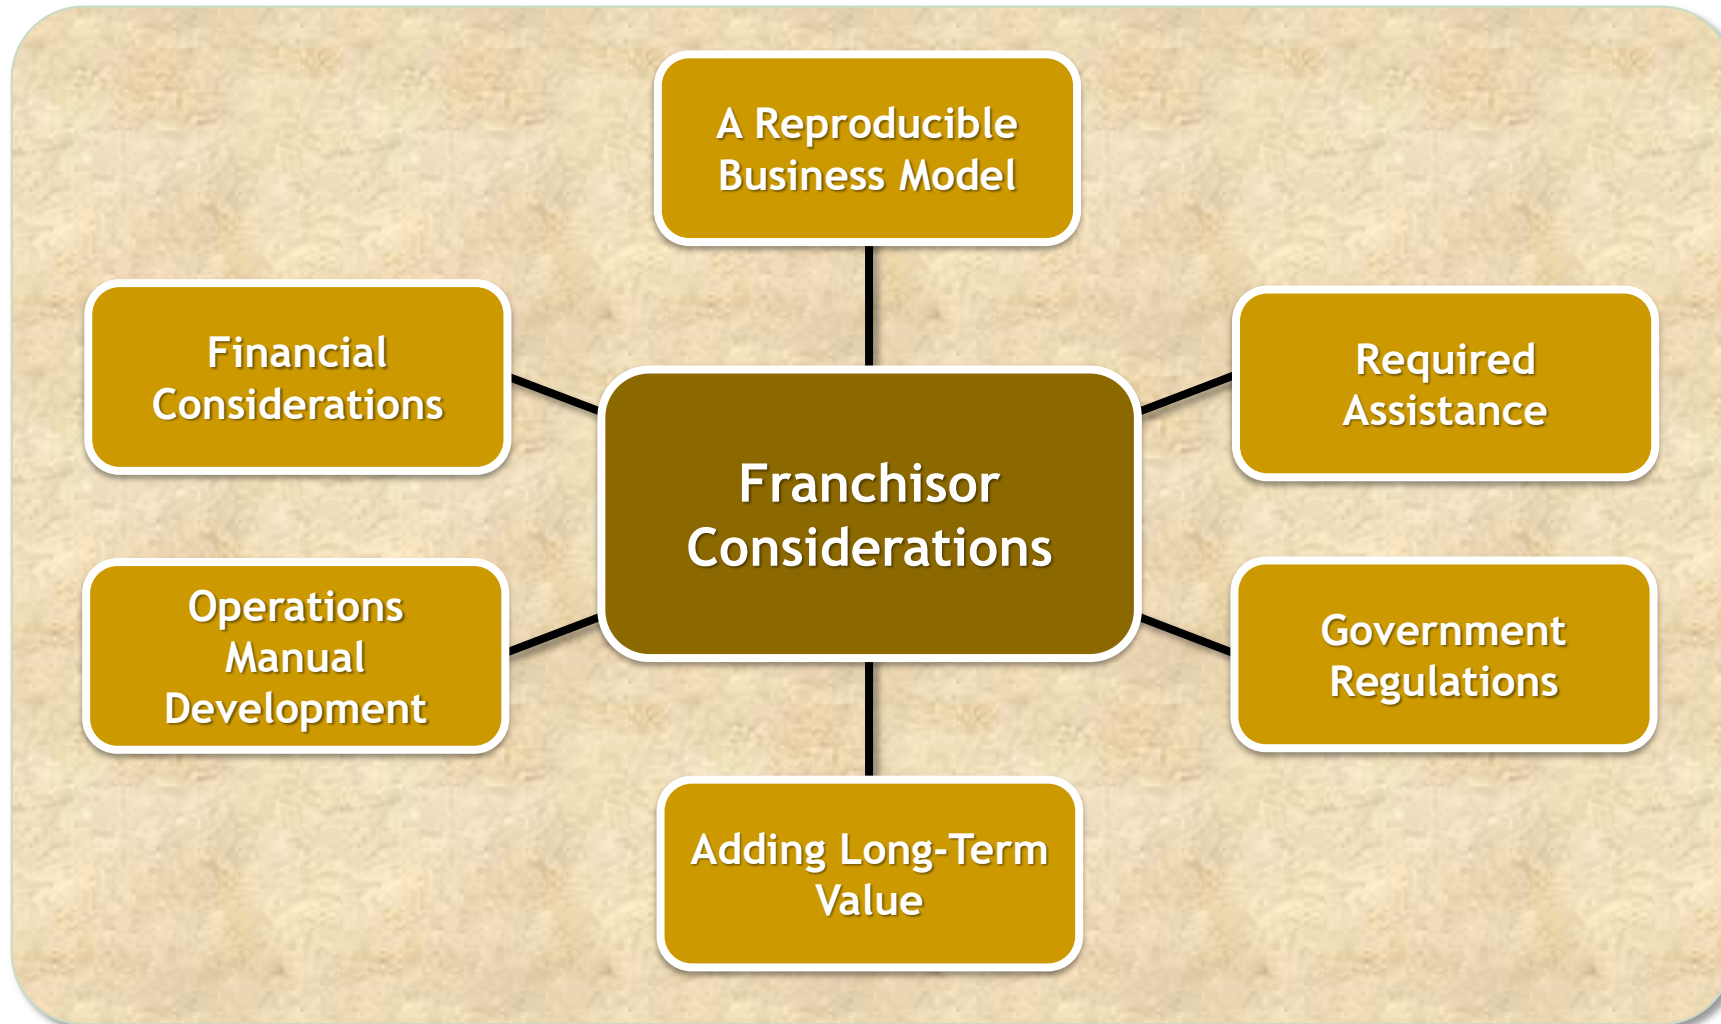 A Reproducible
Business Model
Financial
Considerations
Required
Assistance
Franchisor
Considerations
Operations
Manual
Development
Government
Regulations
Adding Long-Term
Value